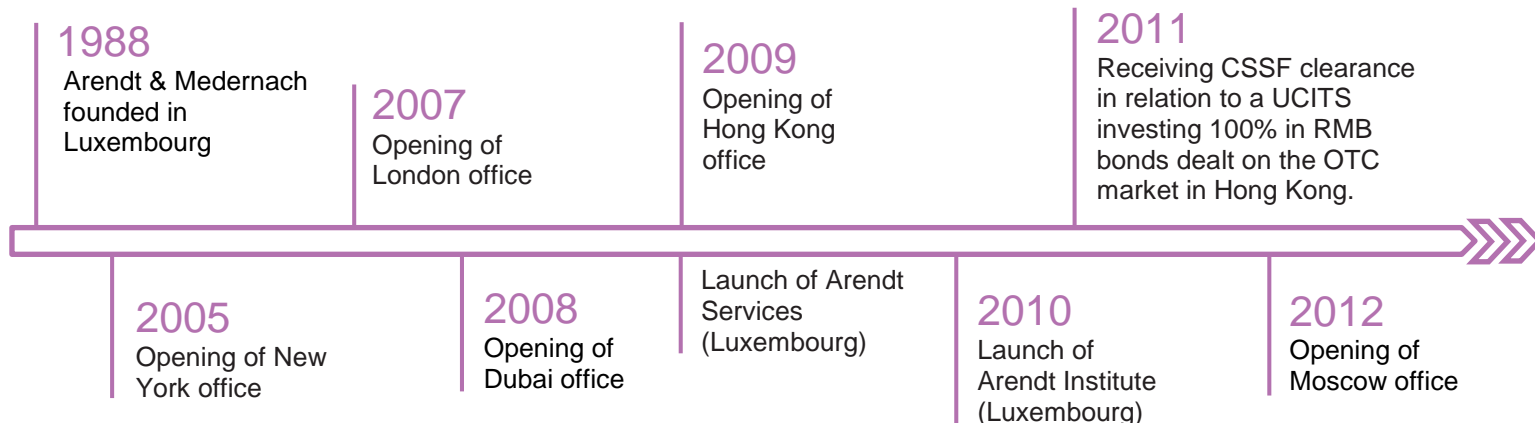 1988
Arendt & Medernach
founded in
Luxembourg
2005
Opening of New
York office
2007
Opening of
London office
2008
Opening of
Dubai office
2009
Opening of
Hong Kong
office
Launch of Arendt
Services
(Luxembourg)
2010
Launch of
Arendt Institute
(Luxembourg)
2011
Receiving CSSF clearance
in relation to a UCITS
investing 100% in RMB
bonds dealt on the OTC
market in Hong Kong.
2012
Opening of
Moscow office